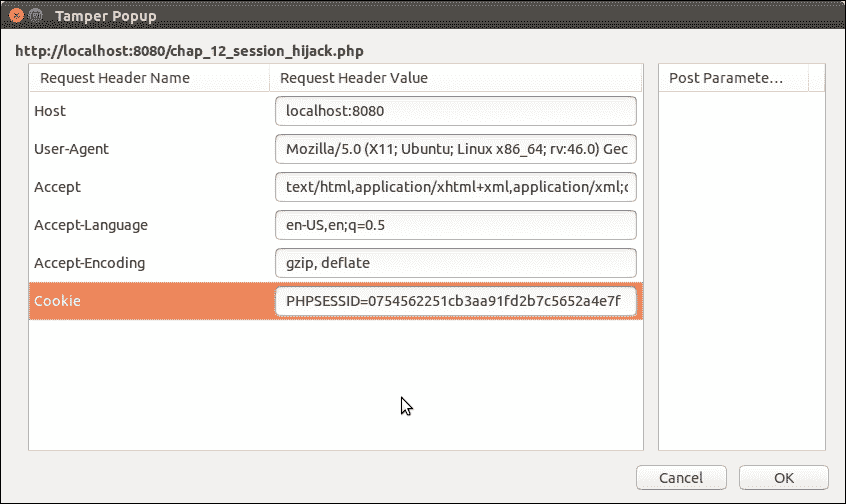 Tamper Popup
http://localhost:8080/chap_12_session_hijack.php
Request Header Name Request Header Value Post Paramete...
Host localhost:8080
User-Agent Mozilla/5.0 (X11; Ubuntu; Linux x86_64; rv:46.0) Gec
Accept text/html,application/xhtml+xml,application/xml;
Accept-Language en-US,en;q=0.5
Accept-Encoding gzip, deflate
Cookie PHPSESSID=0754562251cb3aa91fd2b7c5652a4e7f
Cancel OK